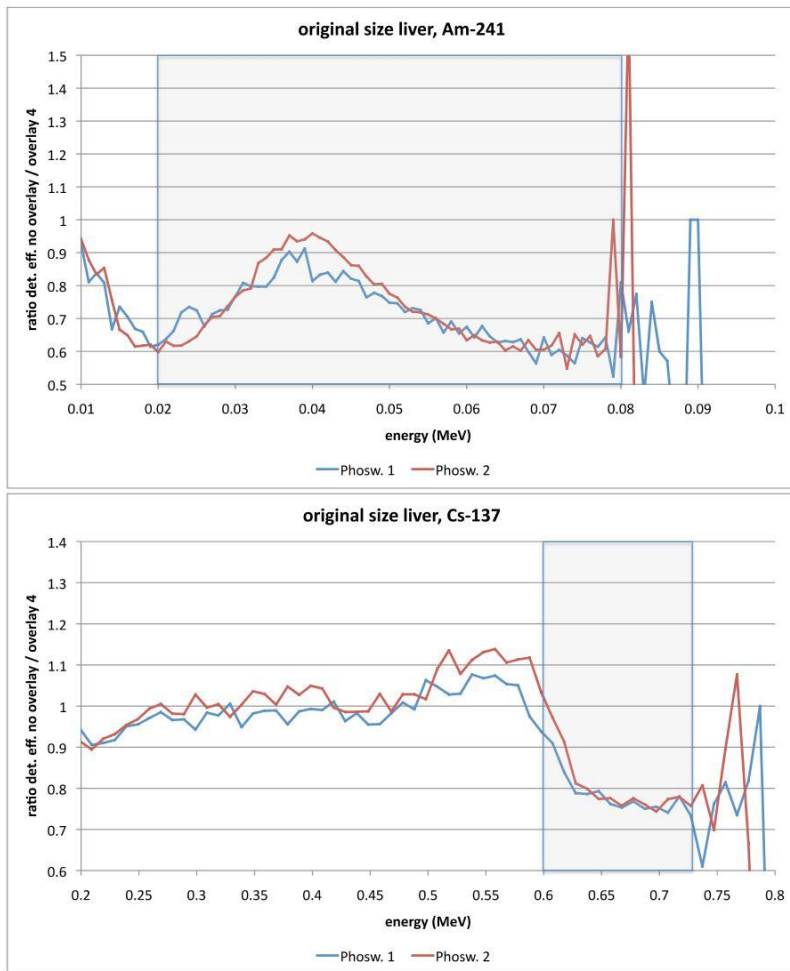 original size liver, Am-241
ratio det. eff. no overlay / overlay 4
1.5
1.4
1.3
1.2
1.1
1
0.9
0.8
0.7
0.6
0.5
0.01 0.02 0.03 0.04 0.05 0.06 0.07 0.08 0.09 0.1
energy (MeV)
Phosw. 1 Phosw. 2
original size liver, Cs-137
ratio det. eff. no overlay / overlay 4
1.4
1.3
1.2
1.1
1
0.9
0.8
0.7
0.6
0.2 0.25 0.3 0.35 0.4 0.45 0.5 0.55 0.6 0.65 0.7 0.75 0.8
energy (MeV)
Phosw. 1 Phosw. 2